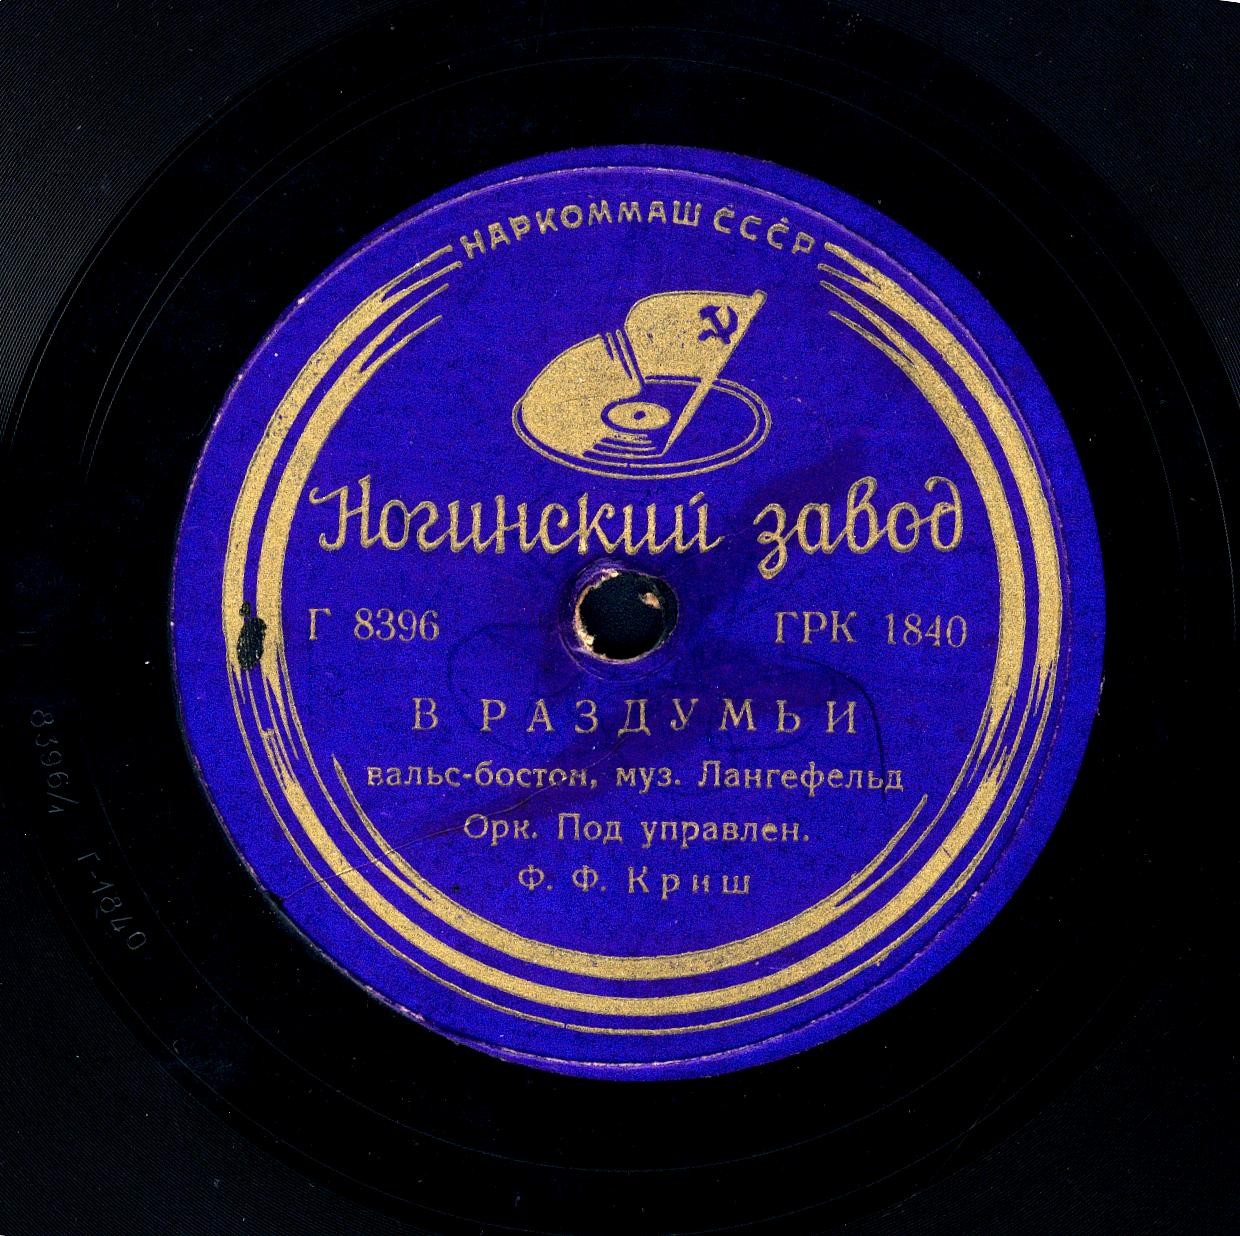 НАРКОММАШ СССР
Ногинский завод
Г 8396 ГРК 1840
В РАЗДУМЬИ
вальс-бостон, муз. Лангефельд
Орк. Под управлен.
Ф. Ф. Криш
8396/1 Г-1840